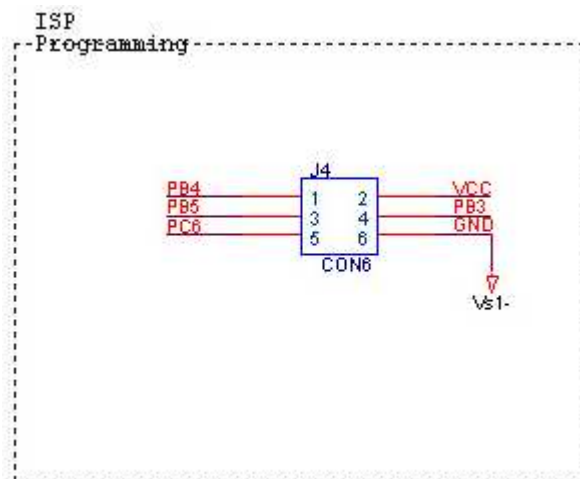 ISP
Programming
J4
PB4 1 2 VCC
PB5 3 4 PB3
PC6 5 6 GND
CON6
Vs1-